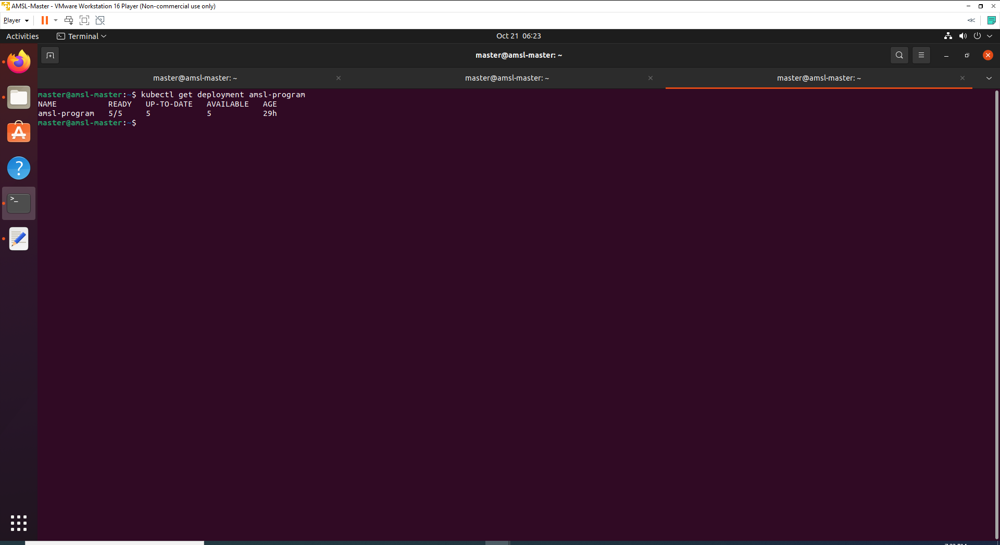 AMSL-Master - VMware Workstation 16 Player (Non-commercial use only)
Player
Activities Terminal Oct 21 06:23
master@amsl-master: ~
master@amsl-master: ~ master@amsl-master: ~ master@amsl-master: ~
master@amsl-master:~$ kubectl get deployment amsl-program
NAME READY UP-TO-DATE AVAILABLE AGE
amsl-program 5/5 5 5 29h
master@amsl-master:~$